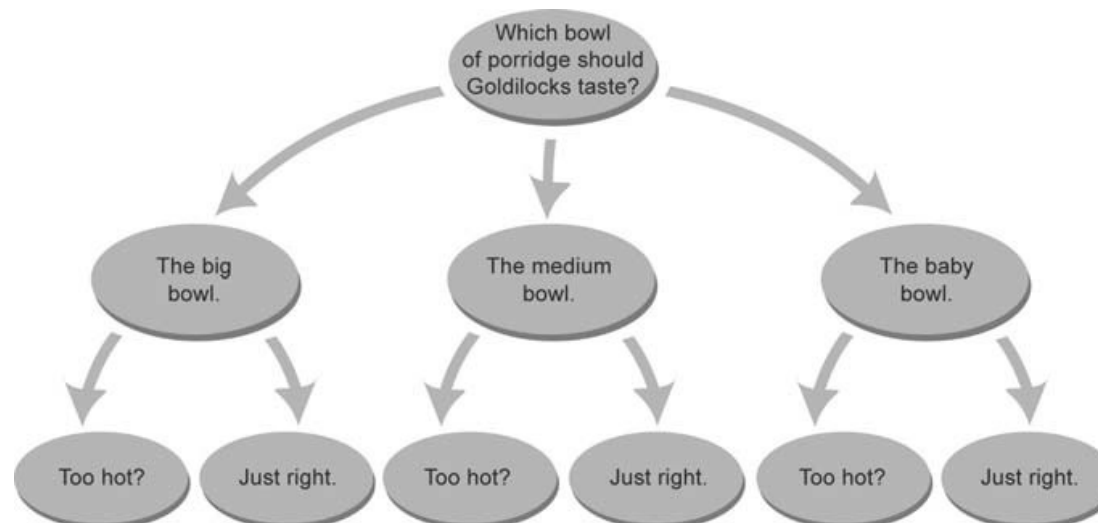 Which bowl
of porridge should
Goldilocks taste?
The big
bowl.
The medium
bowl.
The baby
bowl.
Too hot?
Just right.
Too hot?
Just right.
Too hot?
Just right.